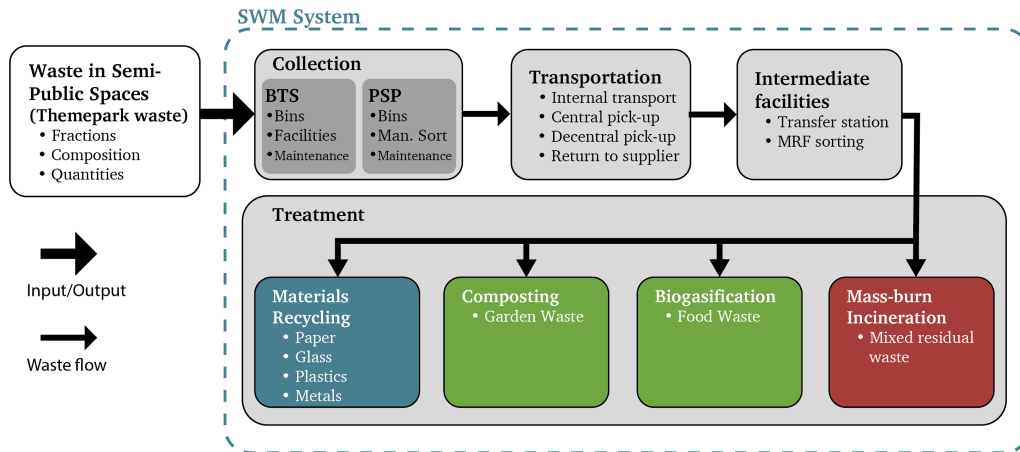 SWM System
Waste in Semi-
Public Spaces
(Themepark waste)
• Fractions
• Composition
• Quantities
Collection
BTS
•Bins
•Facilities
•Maintenance
PSP
•Bins
•Man. Sort
•Maintenance
Transportation
• Internal transport
• Central pick-up
• Decentral pick-up
• Return to supplier
Intermediate
facilities
• Transfer station
• MRF sorting
Input/Output
Waste flow
Treatment
Materials
Recycling
• Paper
• Glass
• Plastics
• Metals
Composting
• Garden Waste
Biogasification
• Food Waste
Mass-burn
Incineration
• Mixed residual
waste